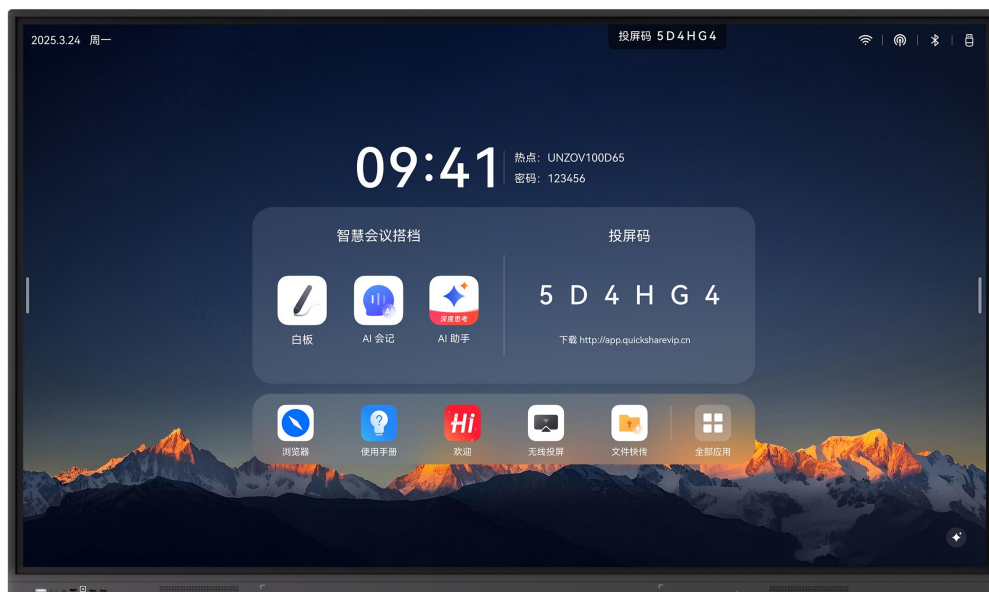 2025.3.24 周一
投屏码 5D4HG4
09:41
热点：UNZOV100D65
密码：123456
智慧会议搭档
投屏码
5D4HG4
深度思考
白板
AI 会记
AI 助手
下载 http://app.quicksharevip.cn
Hi
浏览器
使用手册
欢迎
无线投屏
文件快传
全部应用